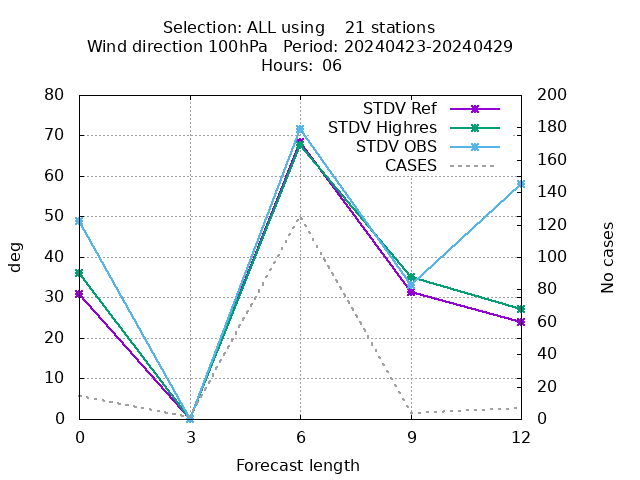 Selection: ALL using 21 stations
Wind direction 100hPa Period: 20240423-20240429
Hours: 06
STDV Ref
STDV Highres
STDV OBS
CASES
80
70
60
50
40
30
20
10
0
deg
200
180
160
140
120
100
80
60
40
20
0
No cases
0 3 6 9 12
Forecast length